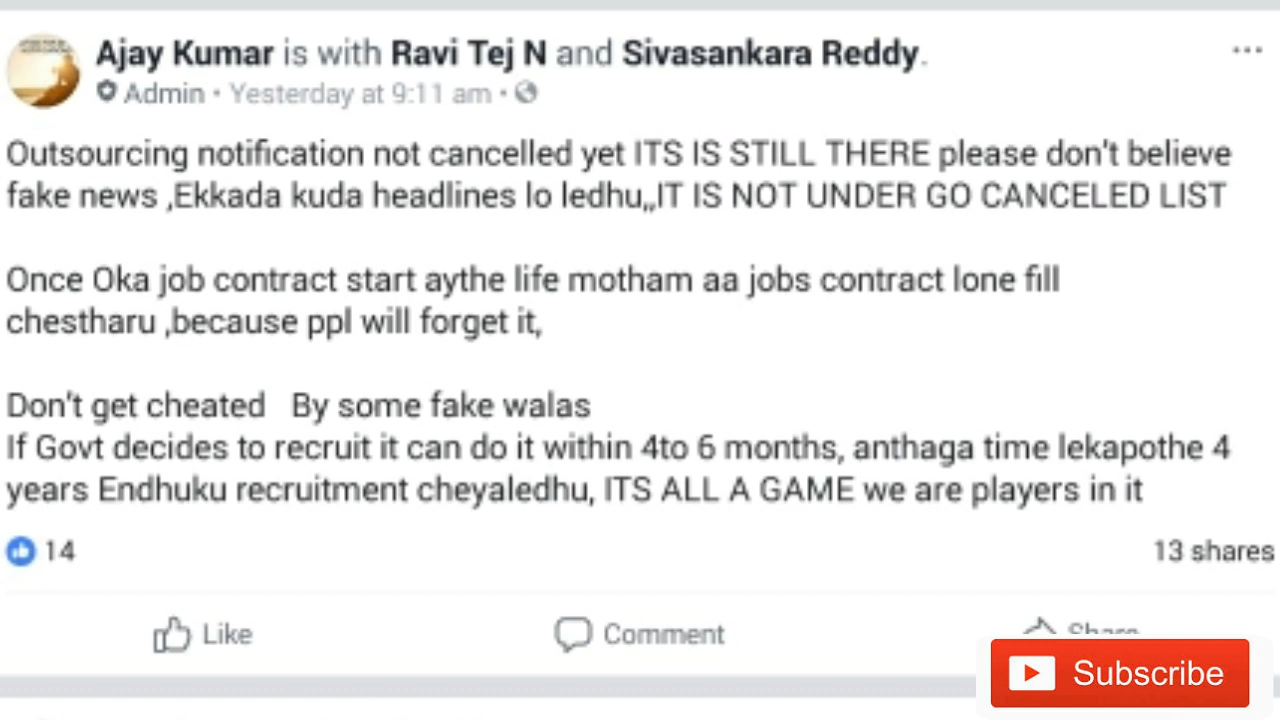 Ajay Kumar is with Ravi Tej N and Sivasankara Reddy.
Admin • Yesterday at 9:11 am •
Outsourcing notification not cancelled yet ITS IS STILL THERE please don't believe
fake news ,Ekkada kuda headlines lo ledhu,,IT IS NOT UNDER GO CANCELED LIST
Once Oka job contract start aythe life motham aa jobs contract lone fill
chestharu ,because ppl will forget it,
Don't get cheated   By some fake walas
If Govt decides to recruit it can do it within 4to 6 months, anthaga time lekapothe 4
years Endhuku recruitment cheyaledhu, ITS ALL A GAME we are players in it
14 13 shares
Like Comment Share
Subscribe